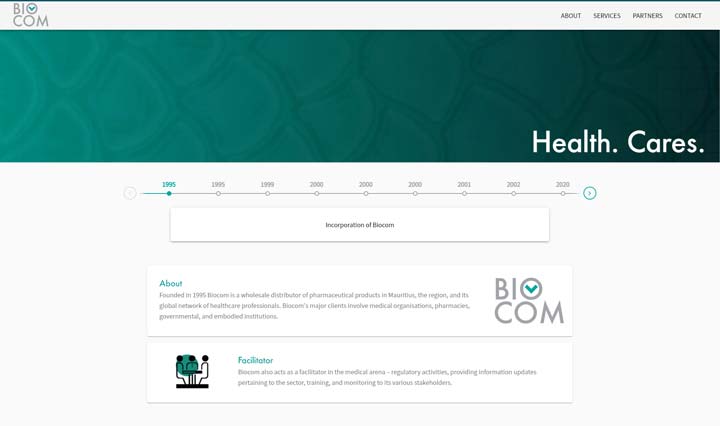 BIO
COM
ABOUT SERVICES PARTNERS CONTACT
Health. Cares.
1995 1995 1999 2000 2000 2000 2001 2002 2020
Incorporation of Biocom
About
Founded in 1995 Biocom is a wholesale distributor of pharmaceutical products in Mauritius, the region, and its
global network of healthcare professionals. Biocom's major clients involve medical organisations, pharmacies,
governmental, and embodied institutions.
BIO
COM
Facilitator
Biocom also acts as a facilitator in the medical arena – regulatory activities, providing information updates
pertaining to the sector, training, and monitoring to its various stakeholders.